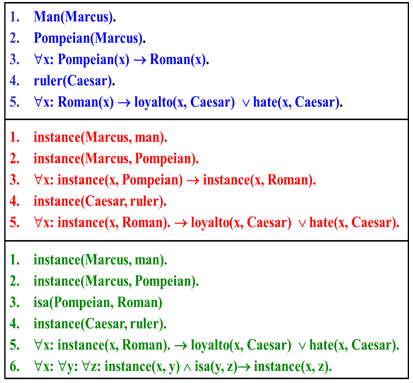 1. Man(Marcus).
2. Pompeian(Marcus).
3. ∀x: Pompeian(x) → Roman(x).
4. ruler(Caesar).
5. ∀x: Roman(x) → loyalto(x, Caesar) ∨ hate(x, Caesar).
1. instance(Marcus, man).
2. instance(Marcus, Pompeian).
3. ∀x: instance(x, Pompeian) → instance(x, Roman).
4. instance(Caesar, ruler).
5. ∀x: instance(x, Roman). → loyalto(x, Caesar) ∨ hate(x, Caesar).
1. instance(Marcus, man).
2. instance(Marcus, Pompeian).
3. isa(Pompeian, Roman)
4. instance(Caesar, ruler).
5. ∀x: instance(x, Roman). → loyalto(x, Caesar) ∨ hate(x, Caesar).
6. ∀x: ∀y: ∀z: instance(x, y) ∧ isa(y, z)→ instance(x, z).